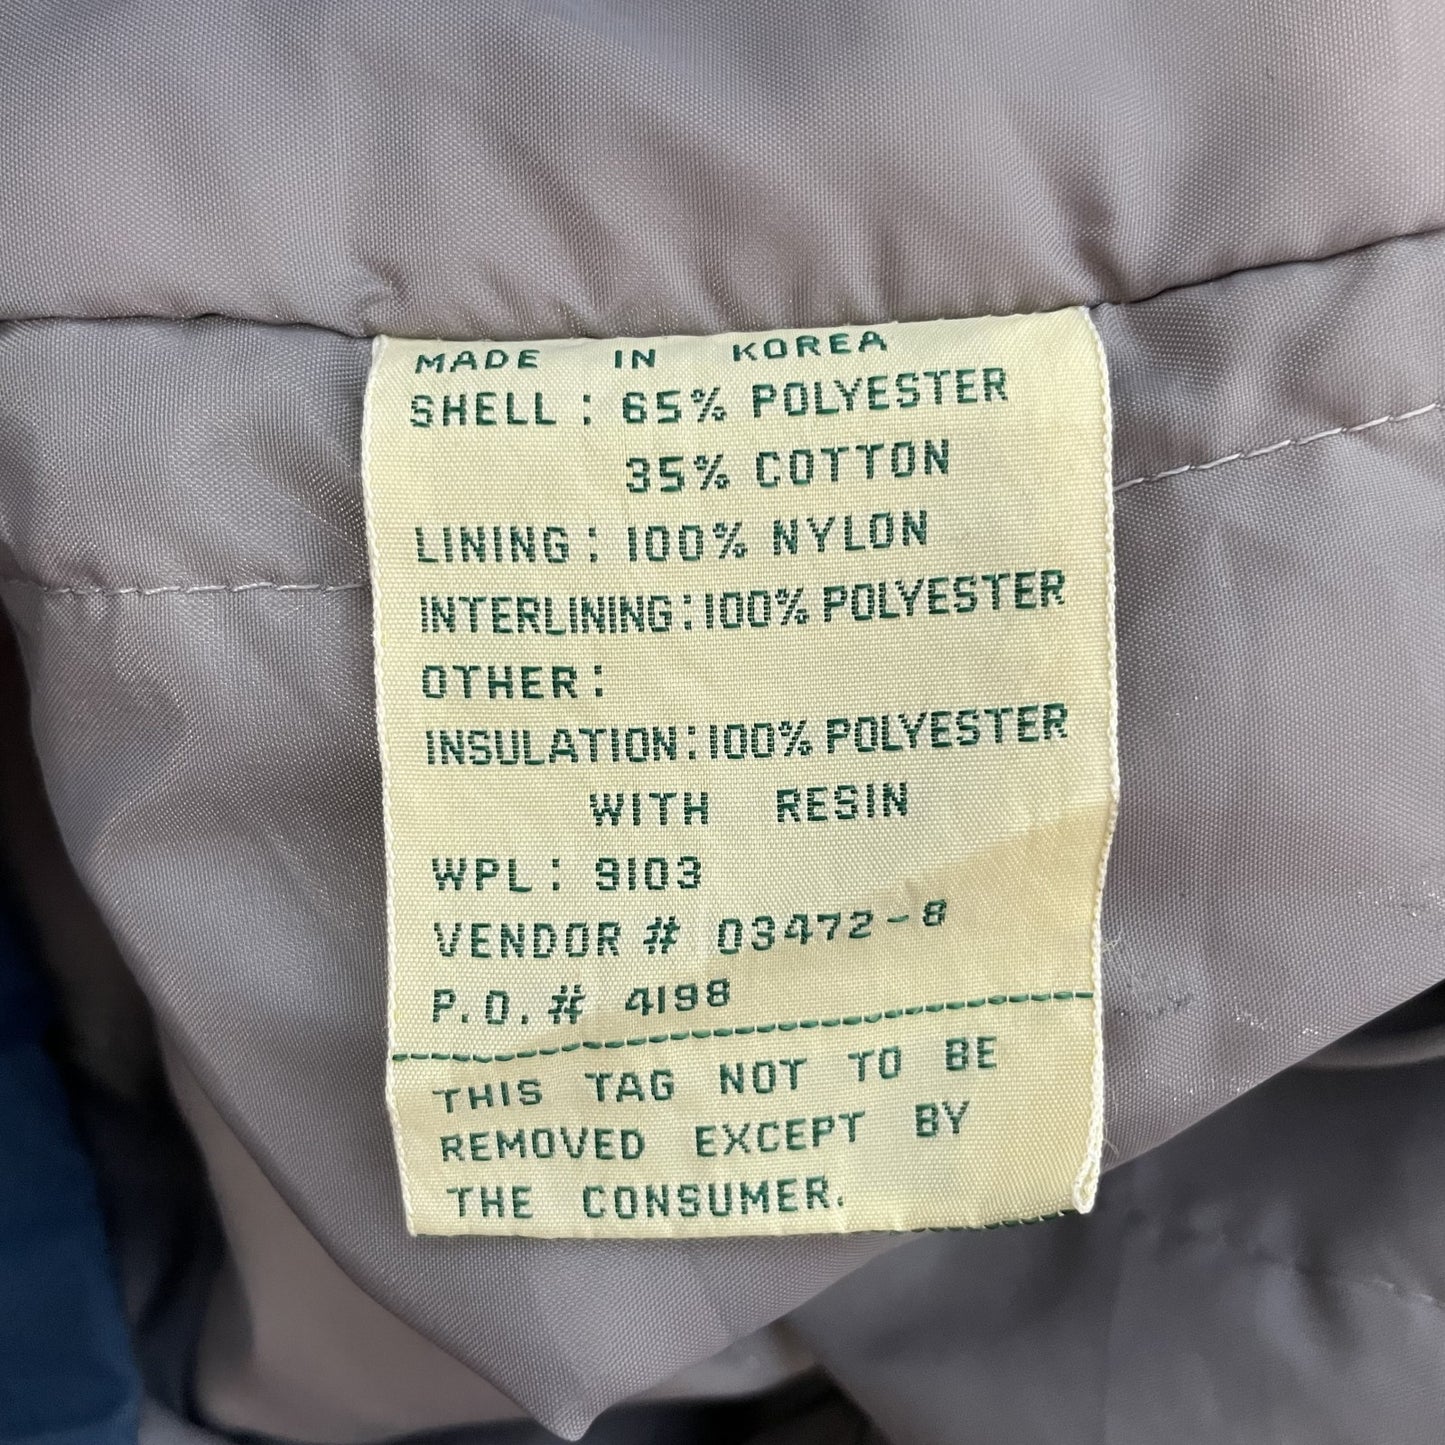 MADE IN KOREA
SHELL: 65% POLYESTER
35% COTTON
LINING: 100% NYLON
INTERLINING: 100% POLYESTER
OTHER:
INSULATION: 100% POLYESTER
WITH RESIN
WPL: 9103
VENDOR # 03472-8
P.O. # 4198
THIS TAG NOT TO BE
REMOVED EXCEPT BY
THE CONSUMER.